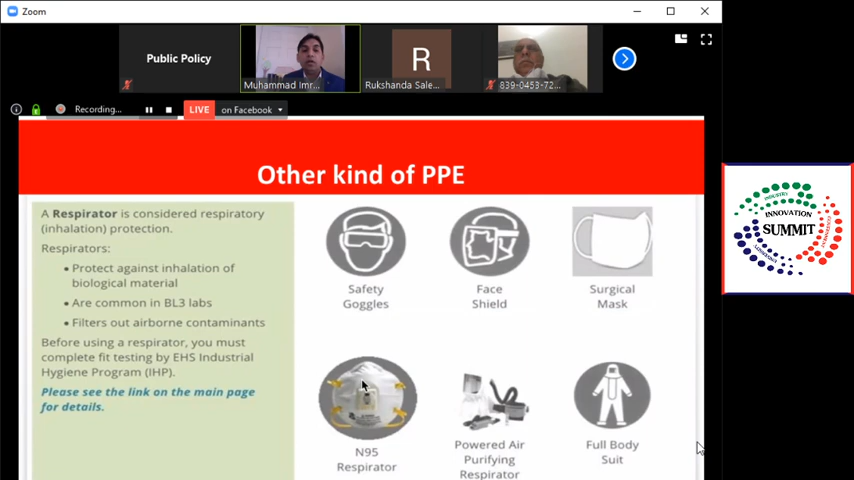 Zoom
Public Policy
R
Muhammad Imr...
Rukshanda Sale...
839-0453-72...
Recording...
LIVE
on Facebook
Other kind of PPE
A Respirator is considered respiratory
(inhalation) protection.
Respirators:
• Protect against inhalation of
biological material
• Are common in BL3 labs
• Filters out airborne contaminants
Before using a respirator, you must
complete fit testing by EHS Industrial
Hygiene Program (IHP).
Please see the link on the main page
for details.
Safety
Goggles
Face
Shield
Surgical
Mask
N95
Respirator
Powered Air
Purifying
Respirator
Full Body
Suit
INDUSTRY
INNOVATION
SUMMIT
GOVERNMENT
ACADEMIA